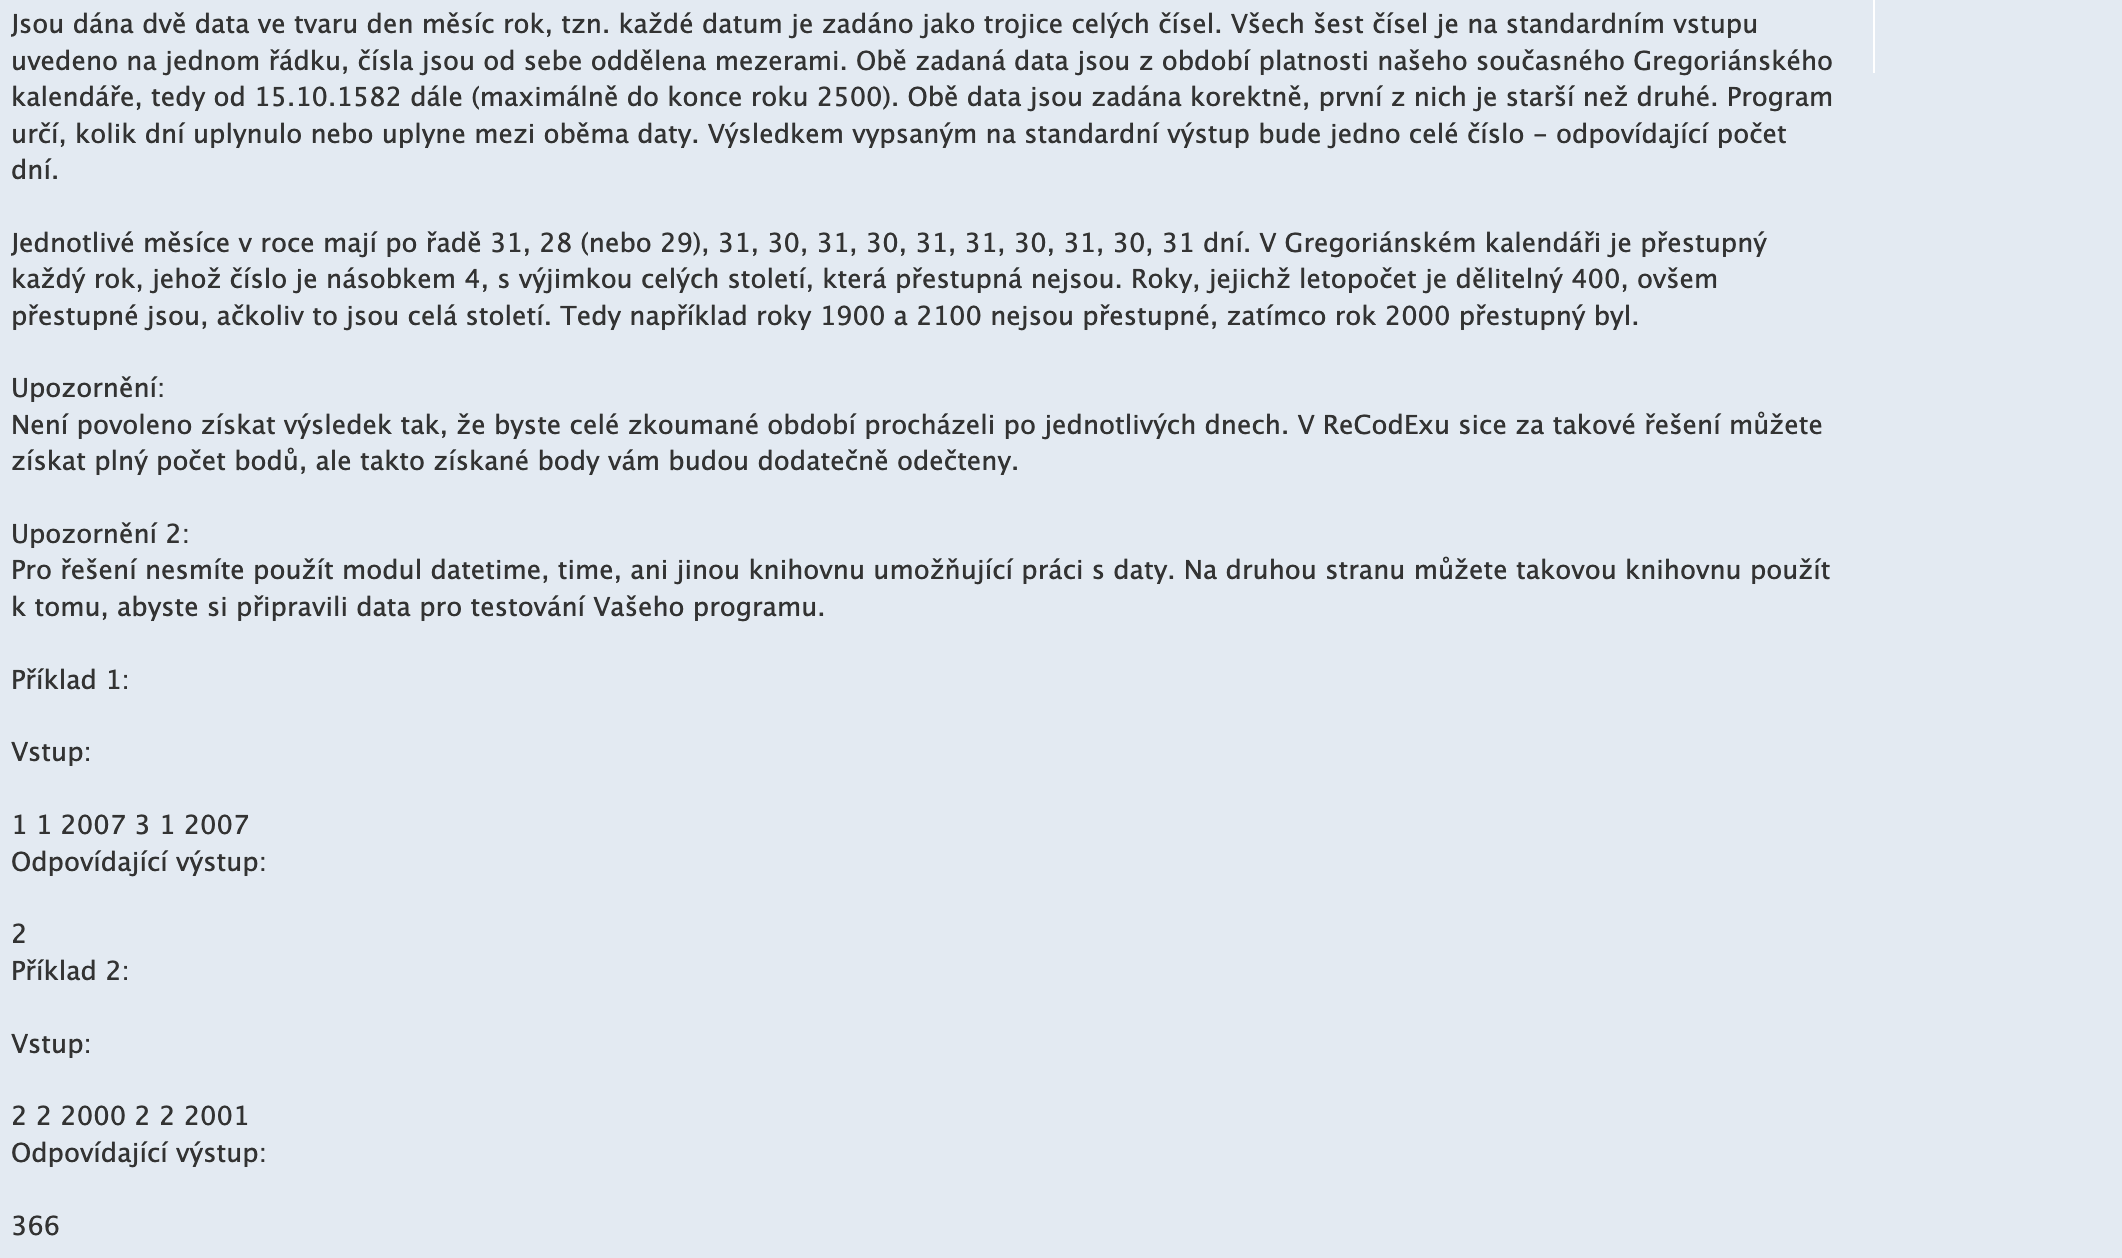 Jsou dána dvě data ve tvaru den měsíc rok, tzn. každé datum je zadáno jako trojice celých čísel. Všech šest čísel je na standardním vstupu
uvedeno na jednom řádku, čísla jsou od sebe oddělena mezerami. Obě zadaná data jsou z období platnosti našeho současného Gregoriánského
kalendáře, tedy od 15.10.1582 dále (maximálně do konce roku 2500). Obě data jsou zadána korektně, první z nich je starší než druhé. Program
určí, kolik dní uplynulo nebo uplyne mezi oběma daty. Výsledkem vypsaným na standardní výstup bude jedno celé číslo – odpovídající počet
dní.
Jednotlivé měsíce v roce mají po řadě 31, 28 (nebo 29), 31, 30, 31, 30, 31, 31, 30, 31, 30, 31 dní. V Gregoriánském kalendáři je přestupný
každý rok, jehož číslo je násobkem 4, s výjimkou celých století, která přestupná nejsou. Roky, jejichž letopočet je dělitelný 400, ovšem
přestupné jsou, ačkoliv to jsou celá století. Tedy například roky 1900 a 2100 nejsou přestupné, zatímco rok 2000 přestupný byl.
Upozornění:
Není povoleno získat výsledek tak, že byste celé zkoumané období procházeli po jednotlivých dnech. V ReCodExu sice za takové řešení můžete
získat plný počet bodů, ale takto získané body vám budou dodatečně odečteny.
Upozornění 2:
Pro řešení nesmíte použít modul datetime, time, ani jinou knihovnu umožňující práci s daty. Na druhou stranu můžete takovou knihovnu použít
k tomu, abyste si připravili data pro testování Vašeho programu.
Příklad 1:
Vstup:
1 1 2007 3 1 2007
Odpovídající výstup:
2
Příklad 2:
Vstup:
2 2 2000 2 2 2001
Odpovídající výstup:
366